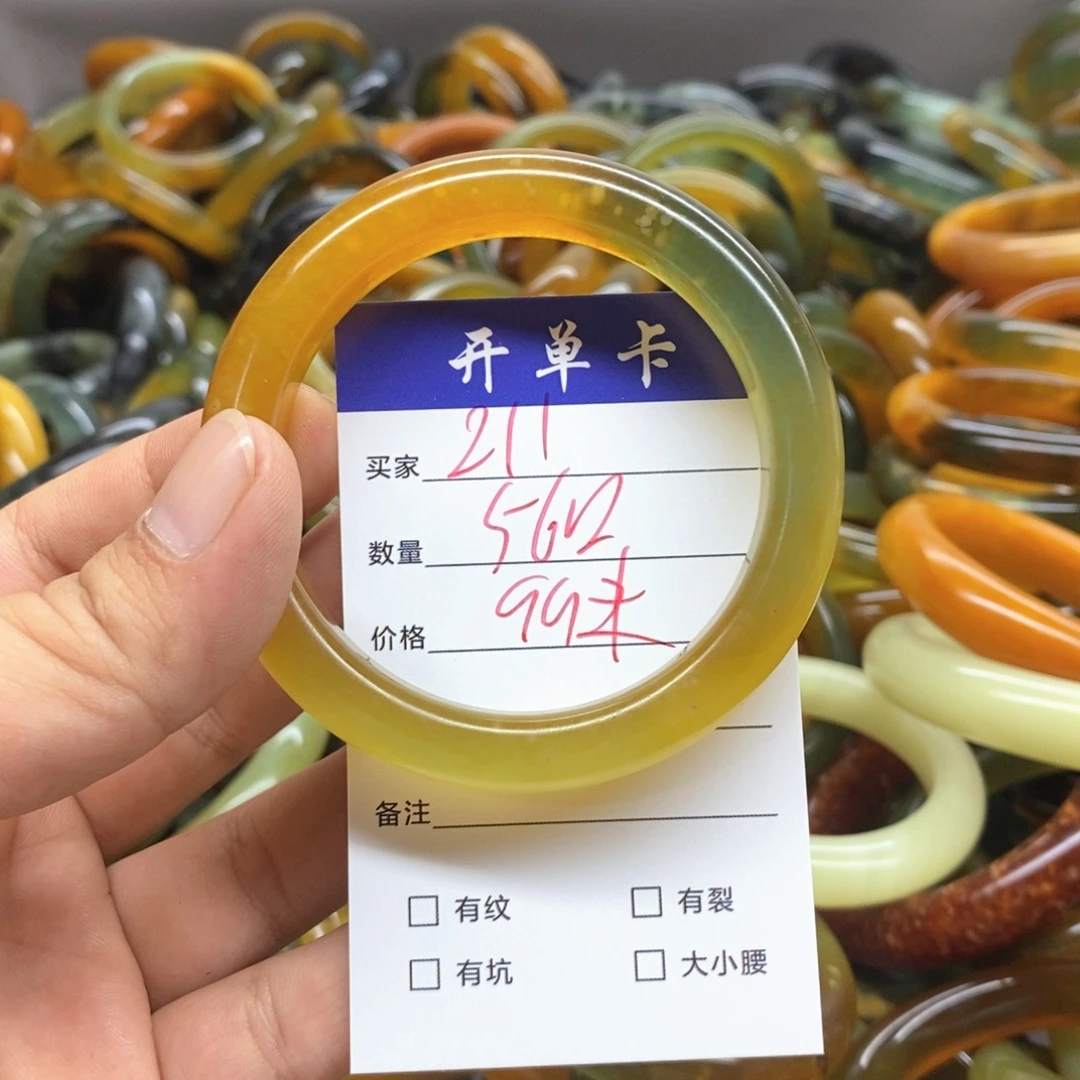 开单卡
买家 211
数量 56口
价格 99米
备注
有纹 有裂
有坑 大小腰